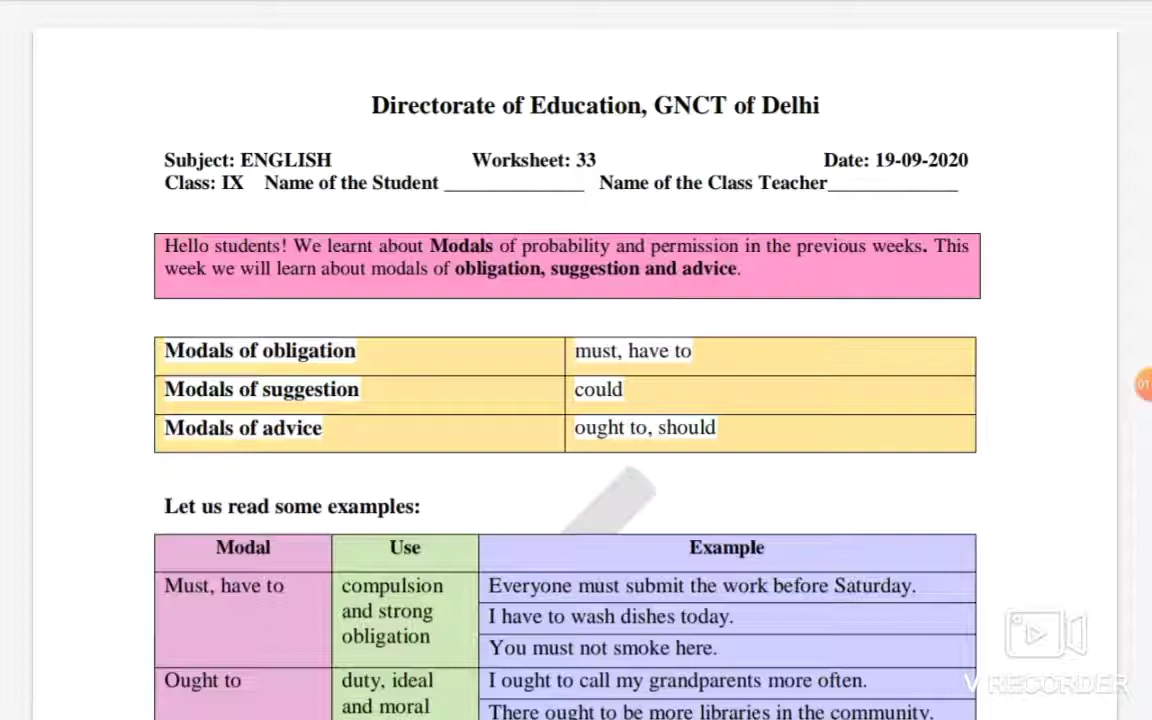 Directorate of Education, GNCT of Delhi
Subject: ENGLISH Worksheet: 33 Date: 19-09-2020
Class: IX Name of the Student _____________ Name of the Class Teacher____________
Hello students! We learnt about Modals of probability and permission in the previous weeks. This
week we will learn about modals of obligation, suggestion and advice.
Modals of obligation must, have to
Modals of suggestion could
Modals of advice ought to, should
Let us read some examples:
Modal Use Example
Must, have to compulsion Everyone must submit the work before Saturday.
and strong I have to wash dishes today.
obligation You must not smoke here.
Ought to duty, ideal I ought to call my grandparents more often.
and moral There ought to be more libraries in the community.
V RECORDER